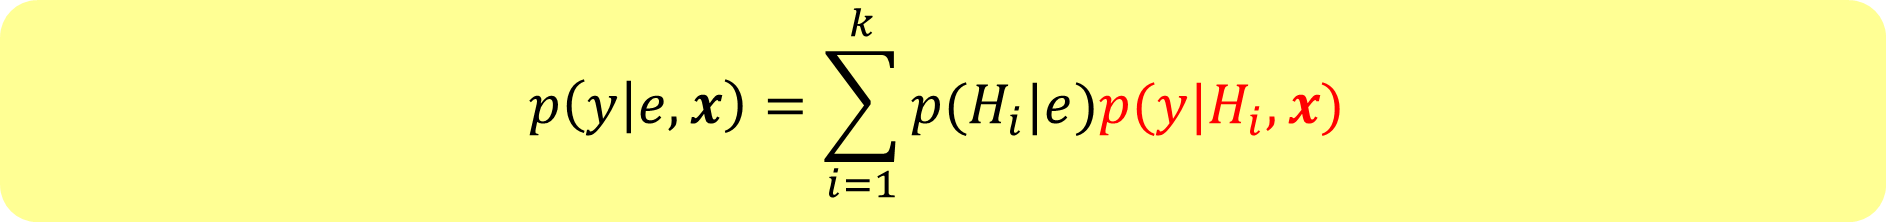 p(y|e, x) = ∑_{i=1}^{k} p(H_i|e)p(y|H_i, x)